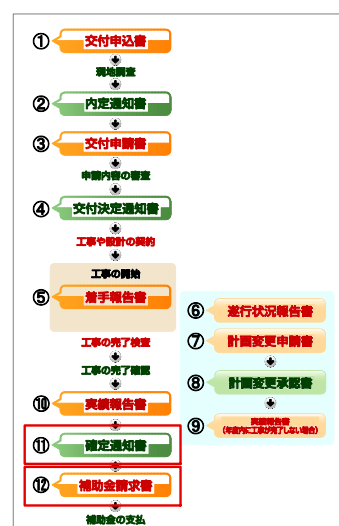 ① 交付申込書
現地調査
② 内定通知書
③ 交付申請書
申請内容の審査
④ 交付決定通知書
工事や設計の契約
工事の開始
⑤ 着手報告書
工事の完了検査
工事の完了確認
⑩ 実績報告書
⑪ 確定通知書
⑫ 補助金請求書
補助金の支払
⑥ 遂行状況報告書
⑦ 計画変更申請書
⑧ 計画変更承認書
⑨ 実績報告書
(年度内に工事が完了しない場合)